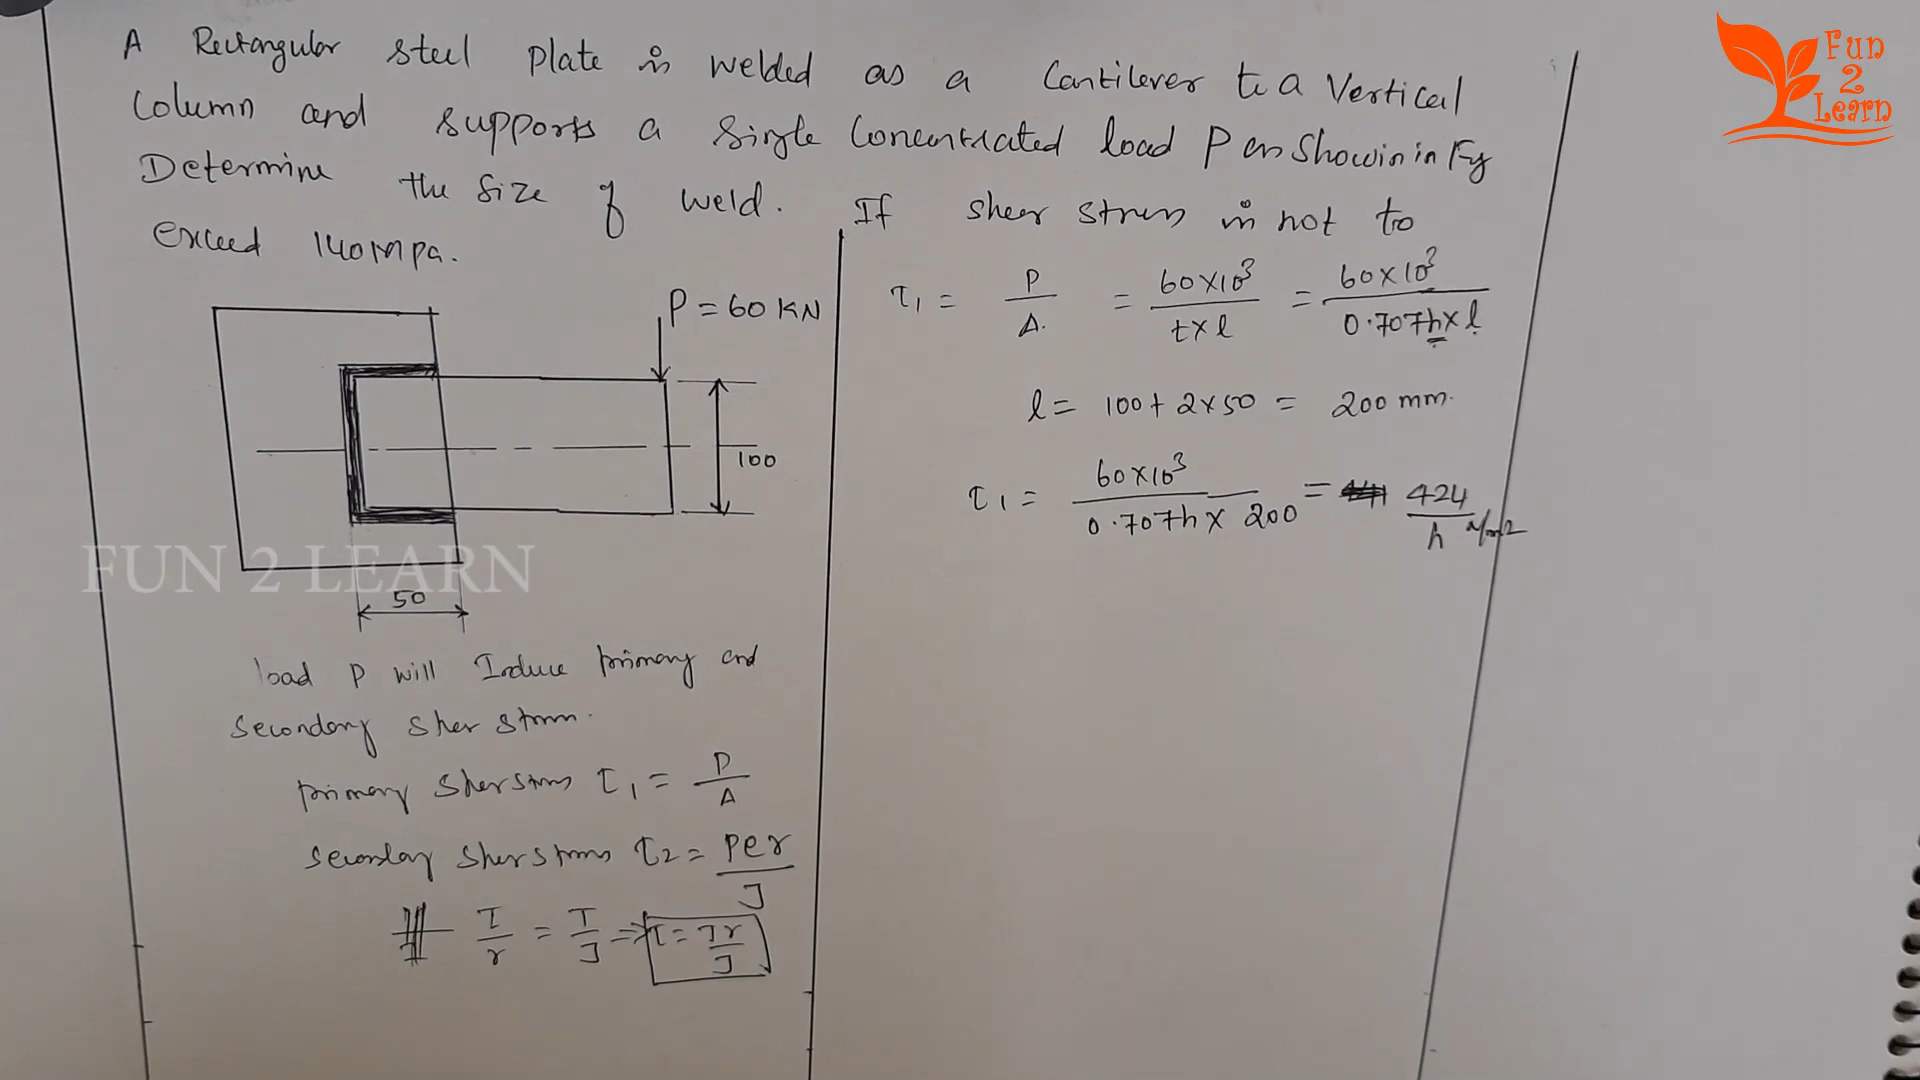 A Rectangular steel plate is welded as a Cantilever to a Vertical
Column and supports a single Concentrated load P as Shown in Fig
Determine the size of weld. If shear stress is not to
exceed 140 Mpa.
P = 60 KN
100
50
load P will Induce primary and
secondary shear stress.
primary shear stress τ1 = P/A
secondary shear stress τ2 = Per/J
τ/r = T/J => τ = Tr/J
τ1 = P/A. = 60×10³/t×l = 60×10³/0.707h×l
l = 100 + 2×50 = 200 mm.
τ1 = 60×10³/0.707h × 200 = 424/h N/mm2
Fun
2
Learn
FUN 2 LEARN